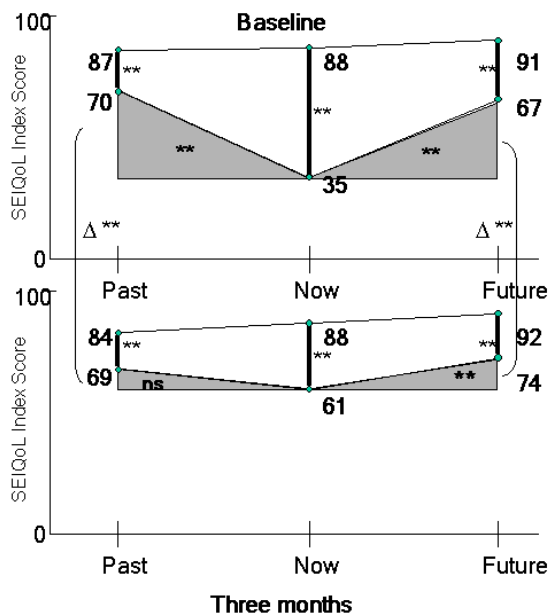 Baseline
100
87
**
88
**
91
**
70
67
**
**
35
SEIQoL Index Score
Δ **
Δ **
0
Past
Now
Future
100
84
**
88
**
92
**
69
ns
**
61
74
SEIQoL Index Score
0
Past
Now
Future
Three months